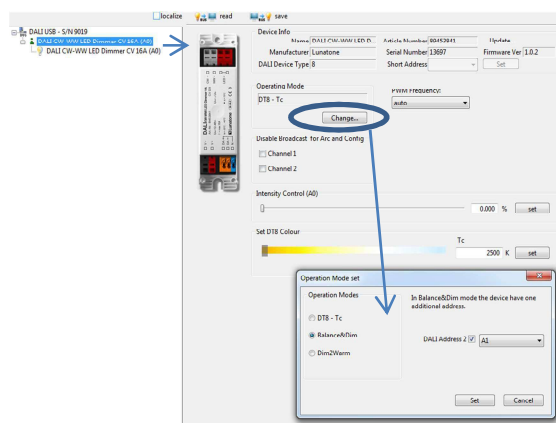 localize
read
save
DALI USB - S/N 9019
DALI CW-WW LED Dimmer CV 16A (A0)
DALI CW-WW LED Dimmer CV 16A (A0)
Device Info
Name DALI CW-WW LED D... Article Number 89452841 Update
Manufacturer Lunatone Serial Number 13697 Firmware Ver 1.0.2
DALI Device Type 8 Short Address Set
Operating Mode
DT8 - Tc
Change...
PWM Frequency:
auto
Disable Broadcast for Arc and Config
Channel 1
Channel 2
Intensity Control (A0)
0.000 % set
Set DT8 Colour
Tc
2500 K set
Operation Mode set
Operation Modes
DT8 - Tc
Balance&Dim
Dim2Warm
In Balance&Dim mode the device have one
additional address.
DALI Address 2 A1
Set Cancel